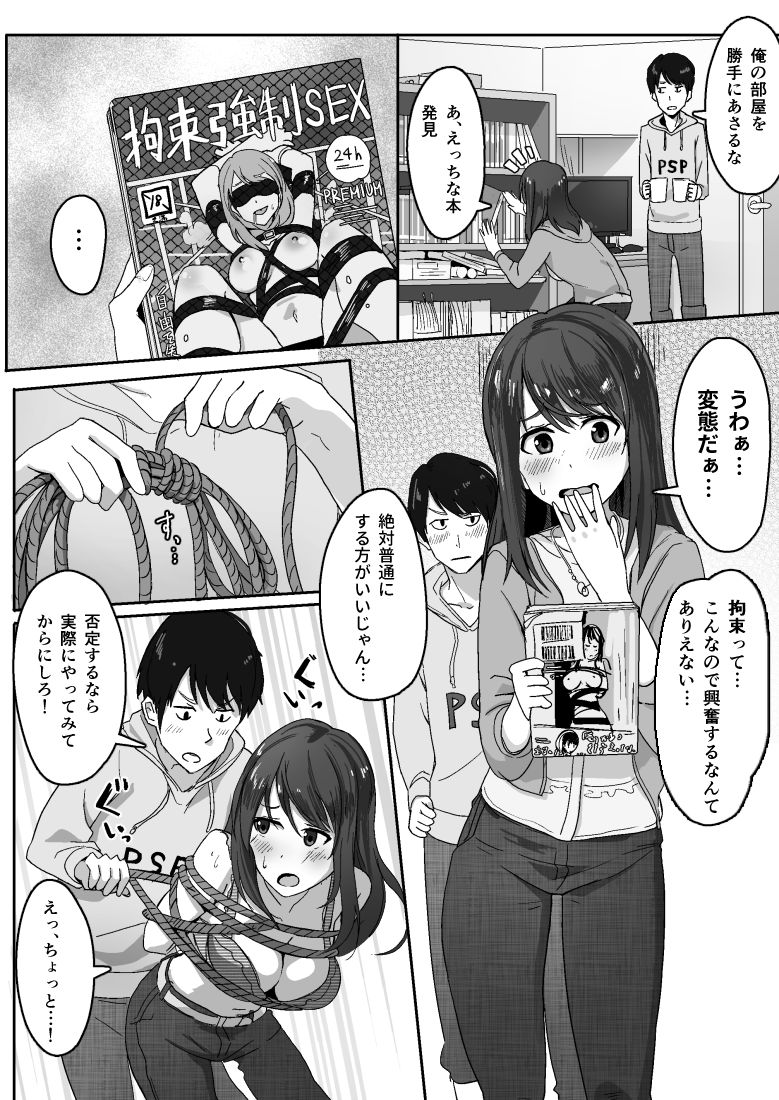 俺の部屋を
勝手にあさるな
PSP
あ、えっちな本
発見
拘束強制SEX
24h
PREMIUM
18
…
うわぁ…
変態だぁ…
拘束って…
こんなので興奮するなんて
ありえない…
絶対普通に
する方がいいじゃん…
す、…
否定するなら
実際にやってみて
からにしろ！
ぐいっ
PSP
PSP
ぐいっ
えっ、ちょっと…！